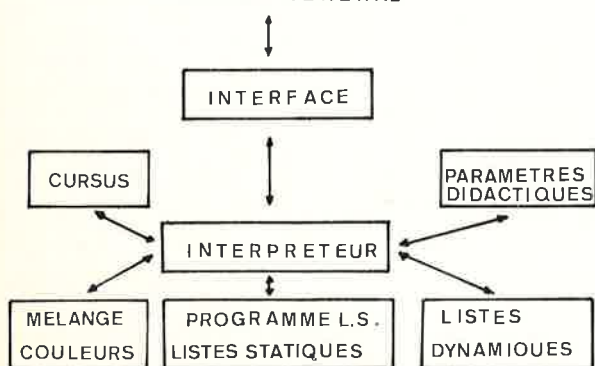 INTERFACE
CURSUS
PARAMETRES
DIDACTIQUES
INTERPRETEUR
MELANGE
COULEURS
PROGRAMME L.S.
LISTES STATIQUES
LISTES
DYNAMIQUES